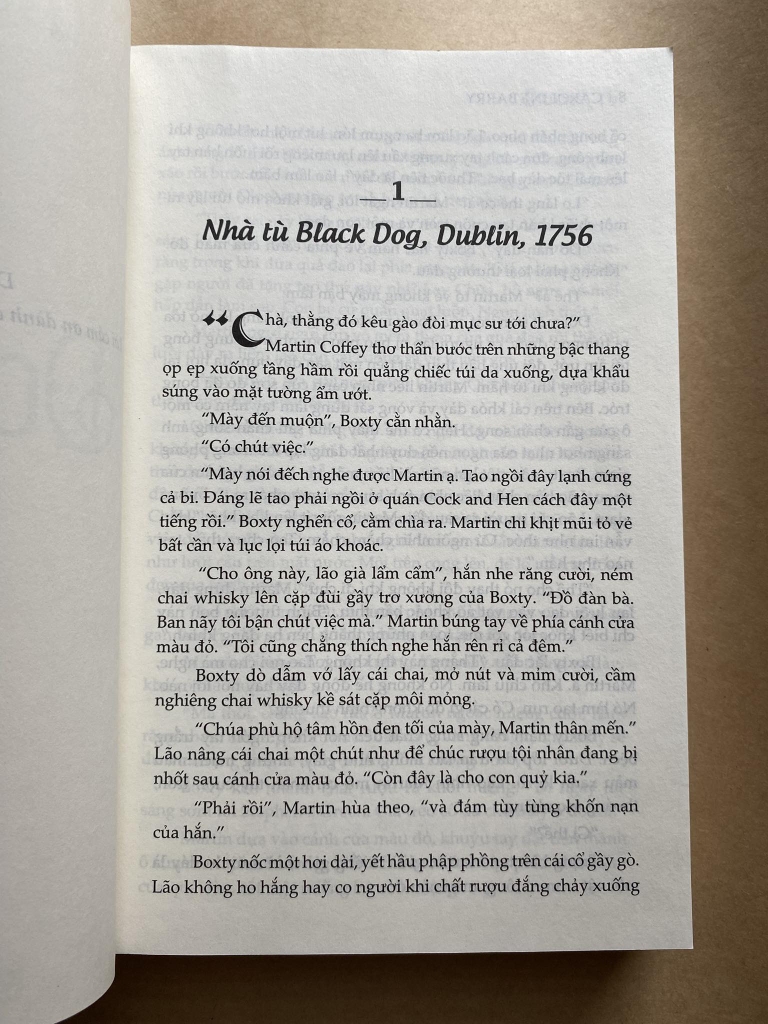 1
Nhà tù Black Dog, Dublin, 1756
“Chà, thằng đó kêu gào đòi mục sư tới chưa?”
Martin Coffey thơ thẩn bước trên những bậc thang
ọp ẹp xuống tầng hầm rồi quẳng chiếc túi da xuống, dựa khẩu
súng vào mặt tường ẩm ướt.
“Mày đến muộn”, Boxty cằn nhằn.
“Có chút việc.”
“Mày nói đếch nghe được Martin ạ. Tao ngồi đây lạnh cứng
cả bi. Đáng lẽ tao phải ngồi ở quán Cock and Hen cách đây một
tiếng rồi.” Boxty nghển cổ, cằm chìa ra. Martin chỉ khịt mũi tỏ vẻ
bất cần và lục lọi túi áo khoác.
“Cho ông này, lão già lẩm cẩm”, hắn nhe răng cười, ném
chai whisky lên cặp đùi gầy trơ xương của Boxty. “Đồ đàn bà.
Ban nãy tôi bận chút việc mà.” Martin búng tay về phía cánh cửa
màu đỏ. “Tôi cũng chẳng thích nghe hắn rên rỉ cả đêm.”
Boxty dò dẫm vớ lấy cái chai, mở nút và mỉm cười, cầm
nghiêng chai whisky kề sát cặp môi mỏng.
“Chúa phù hộ tâm hồn đen tối của mày, Martin thân mến.”
Lão nâng cái chai một chút như để chúc rượu tội nhân đang bị
nhốt sau cánh cửa màu đỏ. “Còn đây là cho con quỷ kia.”
“Phải rồi”, Martin hùa theo, “và đám tùy tùng khốn nạn
của hắn.”
Boxty nốc một hơi dài, yết hầu phập phồng trên cái cổ gầy gò.
Lão không ho hắng hay co người khi chất rượu đắng chảy xuống